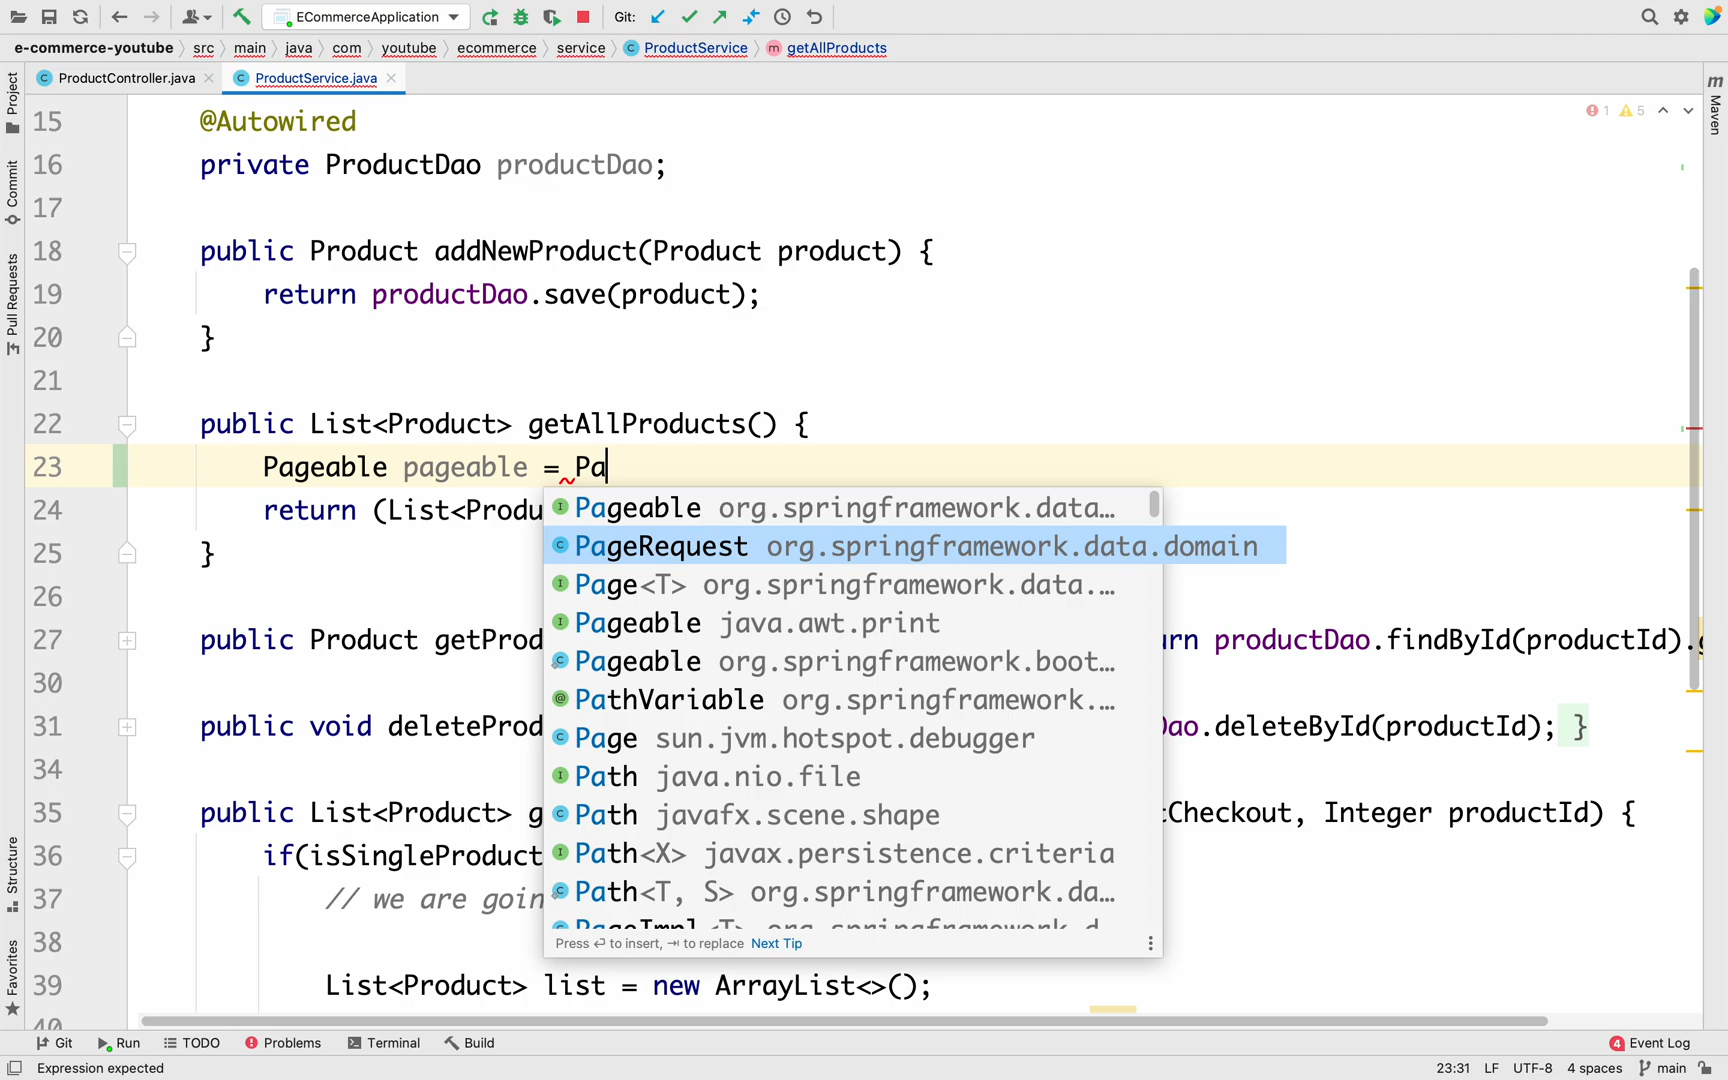 ECommerceApplication Git:
e-commerce-youtube src main java com youtube ecommerce service ProductService getAllProducts
ProductController.java ProductService.java
Project
Commit
Pull Requests
Structure
Favorites
m Maven
1 5
15 @Autowired
16 private ProductDao productDao;
17
18 public Product addNewProduct(Product product) {
19 return productDao.save(product);
20 }
21
22 public List<Product> getAllProducts() {
23 Pageable pageable = Pa
24 return (List<Produ
25 }
26
27 public Product getProd urn productDao.findById(productId).
30
31 public void deleteProd Dao.deleteById(productId); }
34
35 public List<Product> g tCheckout, Integer productId) {
36 if(isSingleProduct
37 // we are goin
38
39 List<Product> list = new ArrayList<>();
40
Pageable org.springframework.data…
PageRequest org.springframework.data.domain
Page<T> org.springframework.data.…
Pageable java.awt.print
Pageable org.springframework.boot…
PathVariable org.springframework.…
Page sun.jvm.hotspot.debugger
Path java.nio.file
Path javafx.scene.shape
Path<X> javax.persistence.criteria
Path<T, S> org.springframework.da…
PageImpl<T> org.springframework.d
Press ↵ to insert, ⇥ to replace Next Tip
Git Run TODO Problems Terminal Build 4 Event Log
Expression expected 23:31 LF UTF-8 4 spaces main